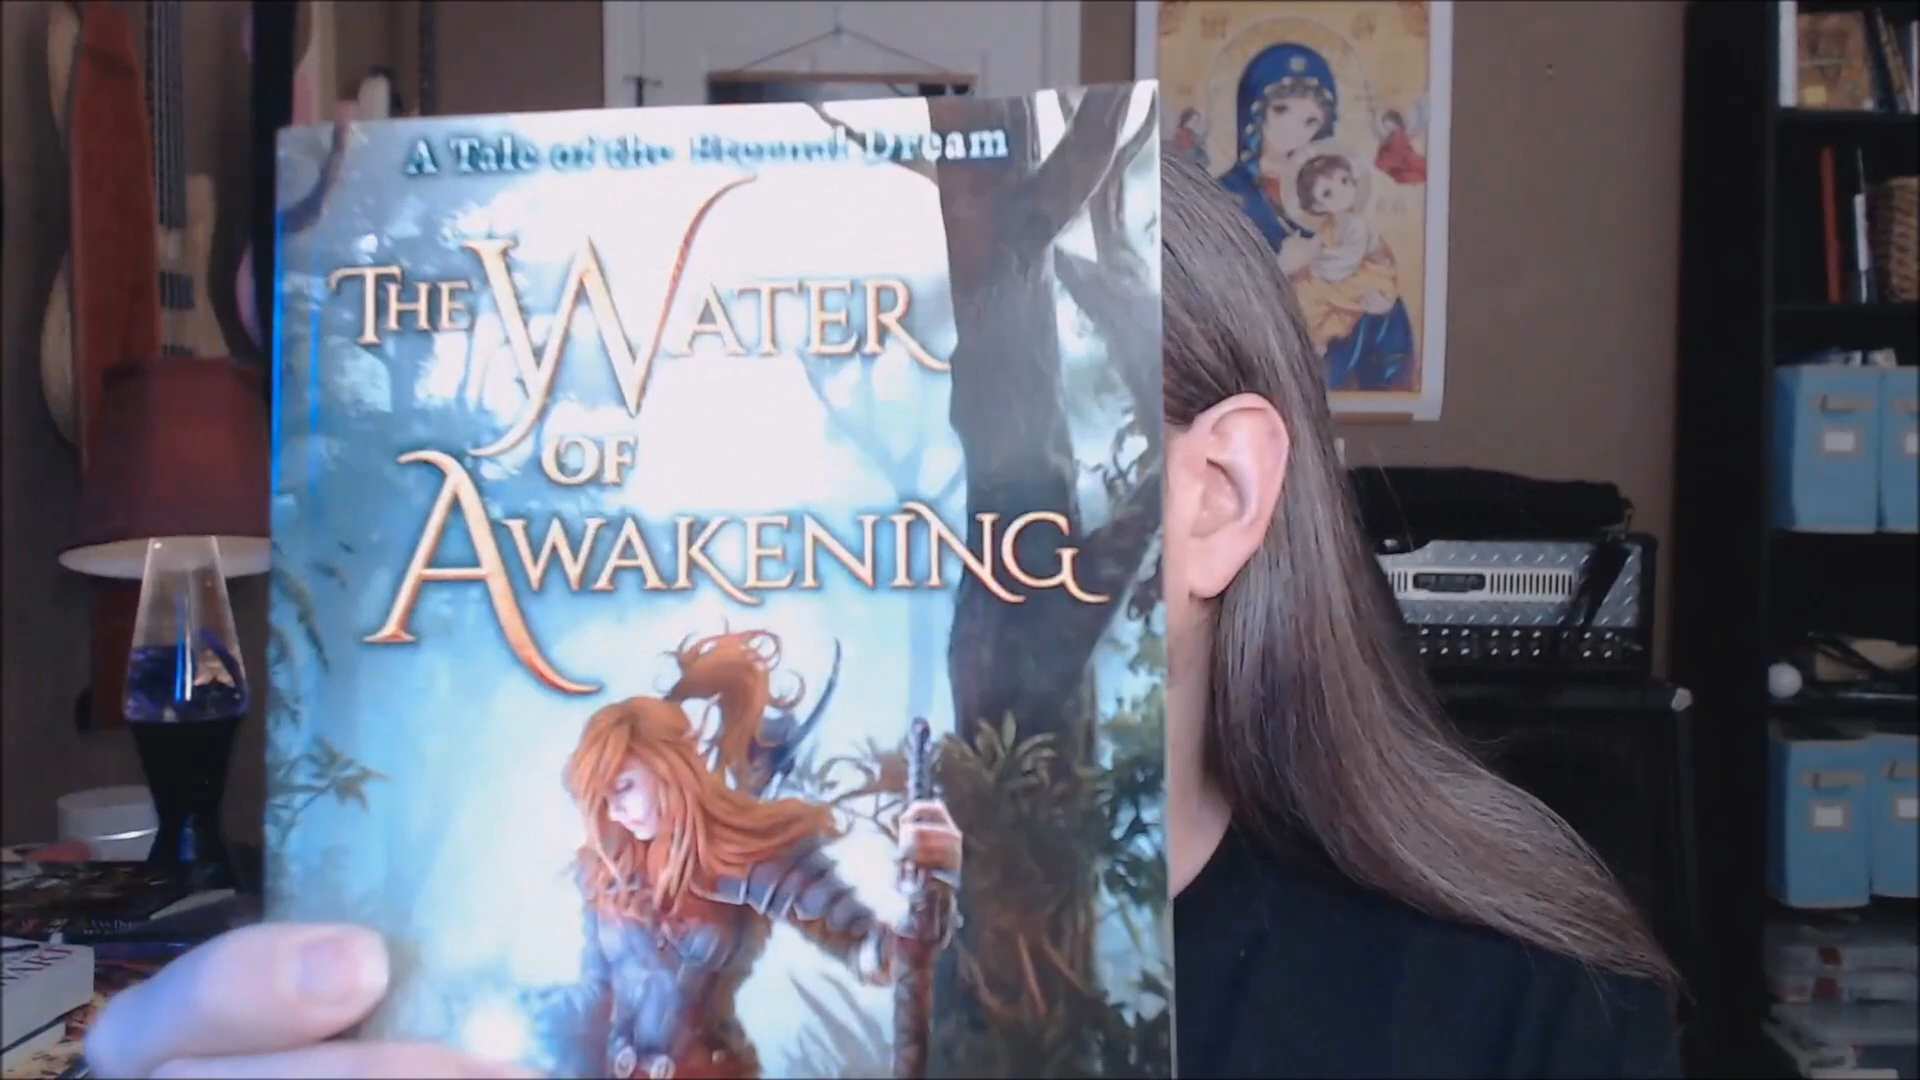 A Tale of the Dream
THE WATER
OF
AWAKENING